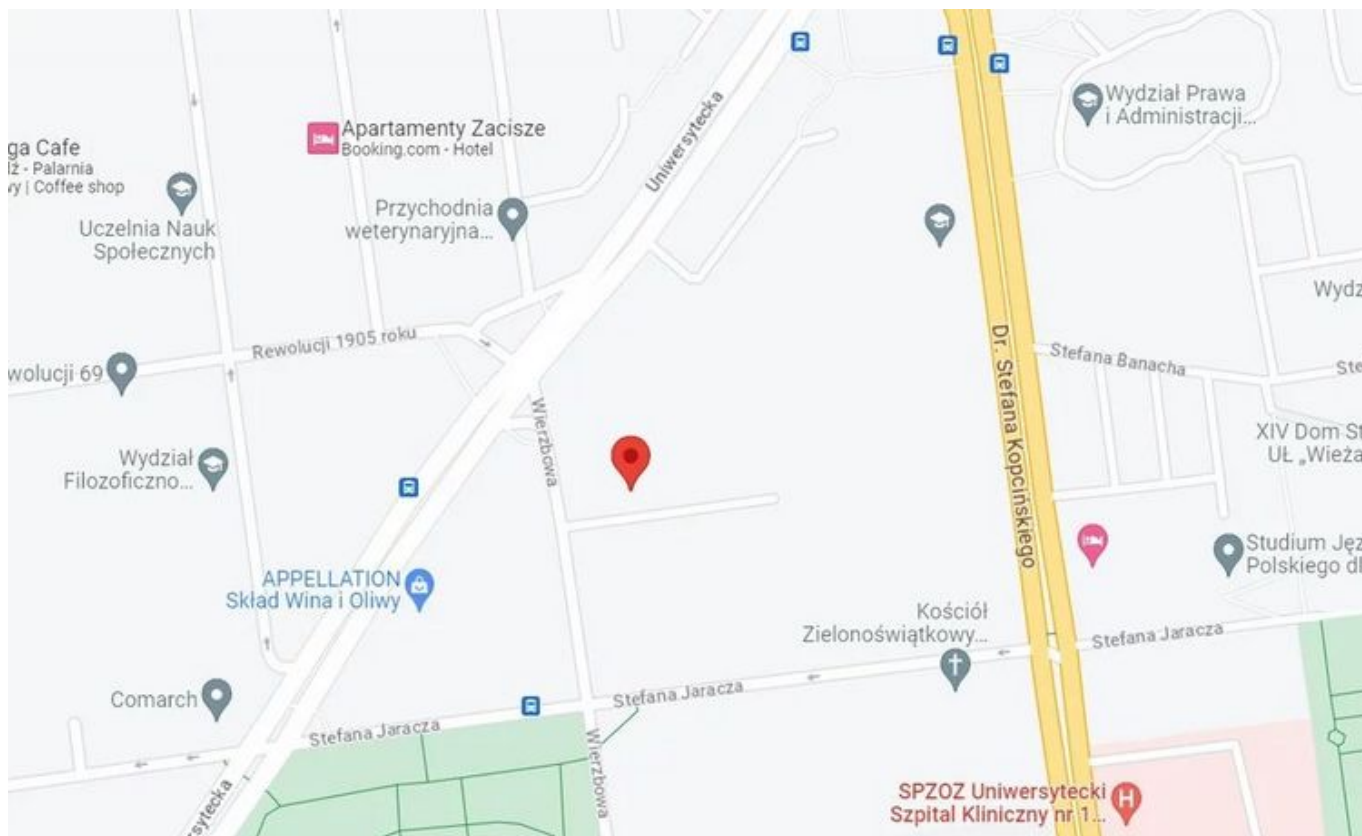 Wydział Prawa
i Administracji...
Apartamenty Zacisze
Booking.com - Hotel
ga Cafe
dź - Palarnia
wy | Coffee shop
Uniwersytecka
Uczelnia Nauk
Społecznych
Przychodnia
weterynaryjna...
Wydz
Rewolucji 1905 roku
Dr. Stefana Kopcińskiego
Stefana Banacha
Ste
wolucji 69
Wierzbowa
XIV Dom St
UŁ „Wieża
Wydział
Filozoficzno...
Studium Jęz
Polskiego dl
APPELLATION
Skład Wina i Oliwy
Kościół
Zielonoświątkowy...
Stefana Jaracza
Stefana Jaracza
Comarch
Stefana Jaracza
Wierzbowa
sytecka
SPZOZ Uniwersytecki
Szpital Kliniczny nr 1...
H